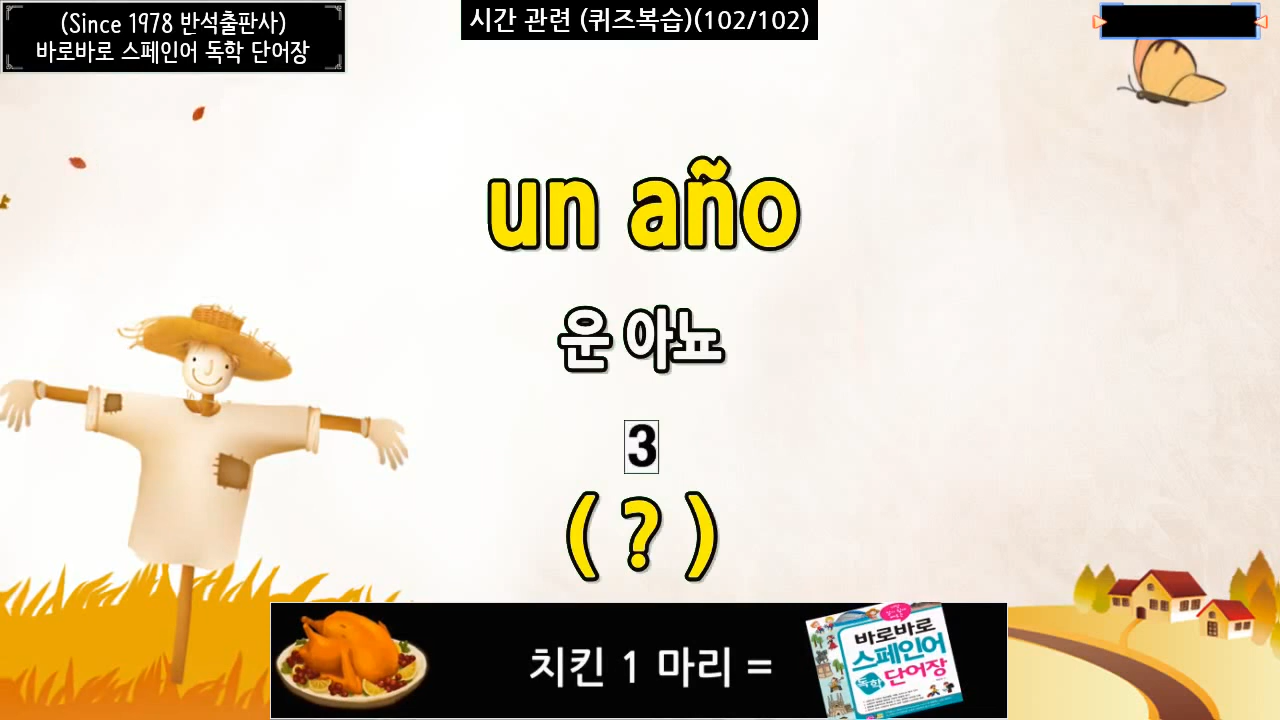 (Since 1978 반석출판사)
바로바로 스페인어 독학 단어장
시간 관련 (퀴즈복습)(102/102)
un año
운 아뇨
3
( ? )
치킨 1 마리 =
바로바로
스페인어
독학 단어장